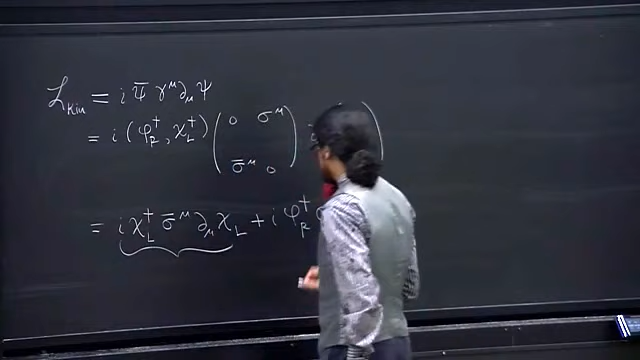 ℒ_Kin = i Ψ̄ γ^μ ∂_μ Ψ
= i (φ_R^†, χ_L^†) ( 0 σ^μ
σ̄^μ 0 )
= i χ_L^† σ̄^μ ∂_μ χ_L + i φ_R^†